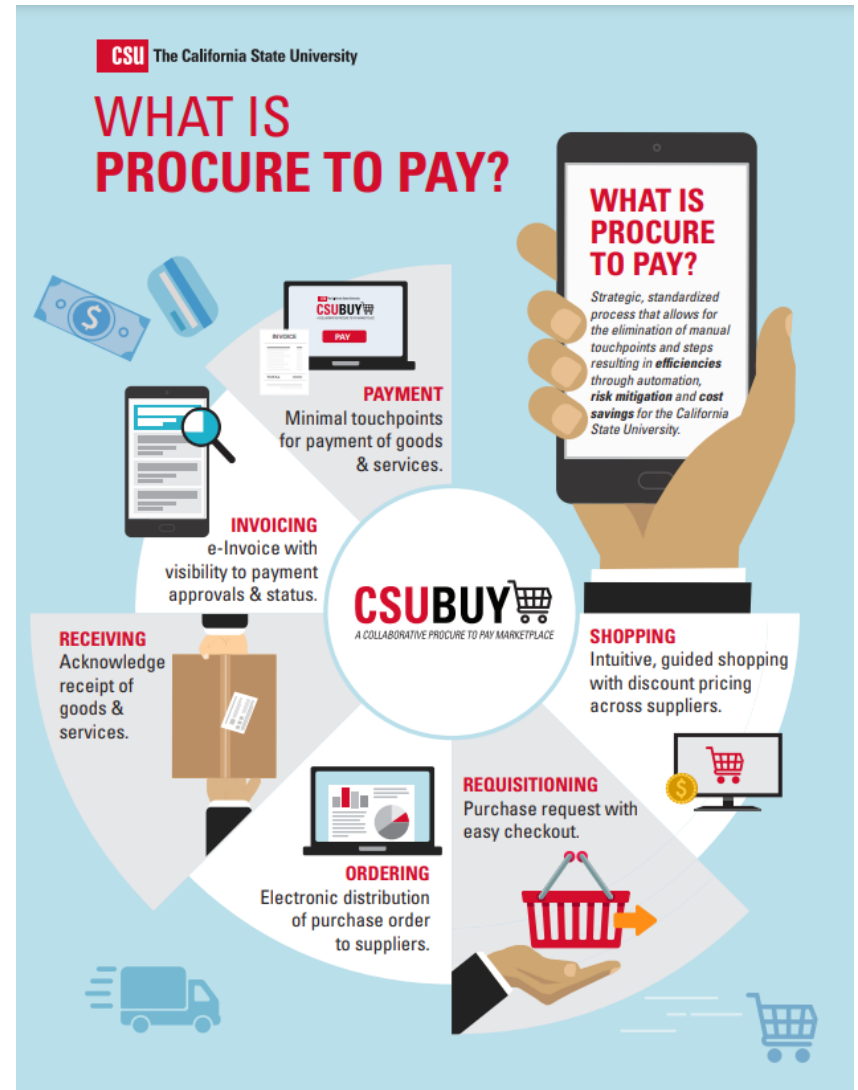 CSU The California State University
WHAT IS
PROCURE TO PAY?
WHAT IS
PROCURE
TO PAY?
Strategic, standardized
process that allows for
the elimination of manual
touchpoints and steps
resulting in efficiencies
through automation,
risk mitigation and cost
savings for the California
State University.
$
CSUBUY
PAY
INVOICE
PAYMENT
Minimal touchpoints
for payment of goods
& services.
INVOICING
e-Invoice with
visibility to payment
approvals & status.
CSUBUY
A COLLABORATIVE PROCURE TO PAY MARKETPLACE
RECEIVING
Acknowledge
receipt of
goods &
services.
SHOPPING
Intuitive, guided shopping
with discount pricing
across suppliers.
$
REQUISITIONING
Purchase request with
easy checkout.
ORDERING
Electronic distribution
of purchase order
to suppliers.